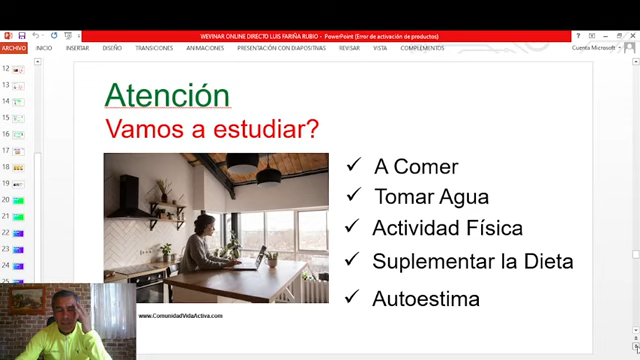 WEVINAR ONLINE DIRECTO LUIS FARIÑA RUBIO - PowerPoint (Error de activación de productos)
ARCHIVO INICIO INSERTAR DISEÑO TRANSICIONES ANIMACIONES PRESENTACIÓN CON DIAPOSITIVAS REVISAR VISTA COMPLEMENTOS Cuenta Microsoft
12
13
14
15
16
17
18
19
20
21
22
23
24
25
Atención
Vamos a estudiar?
✓ A Comer
✓ Tomar Agua
✓ Actividad Física
✓ Suplementar la Dieta
✓ Autoestima
www.ComunidadVidaActiva.com